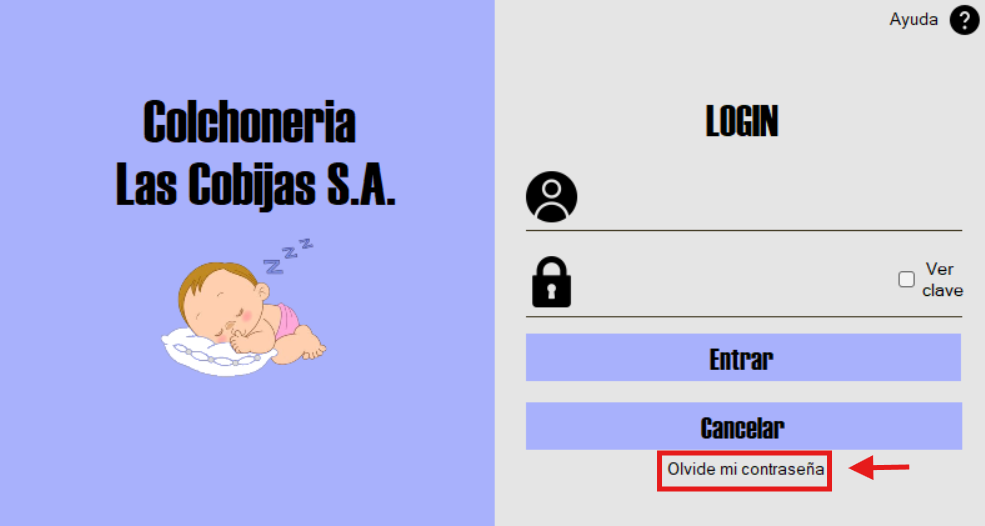 Ayuda ?
Colchoneria
Las Cobijas S.A.
z z z
LOGIN
Ver
clave
Entrar
Cancelar
Olvide mi contraseña